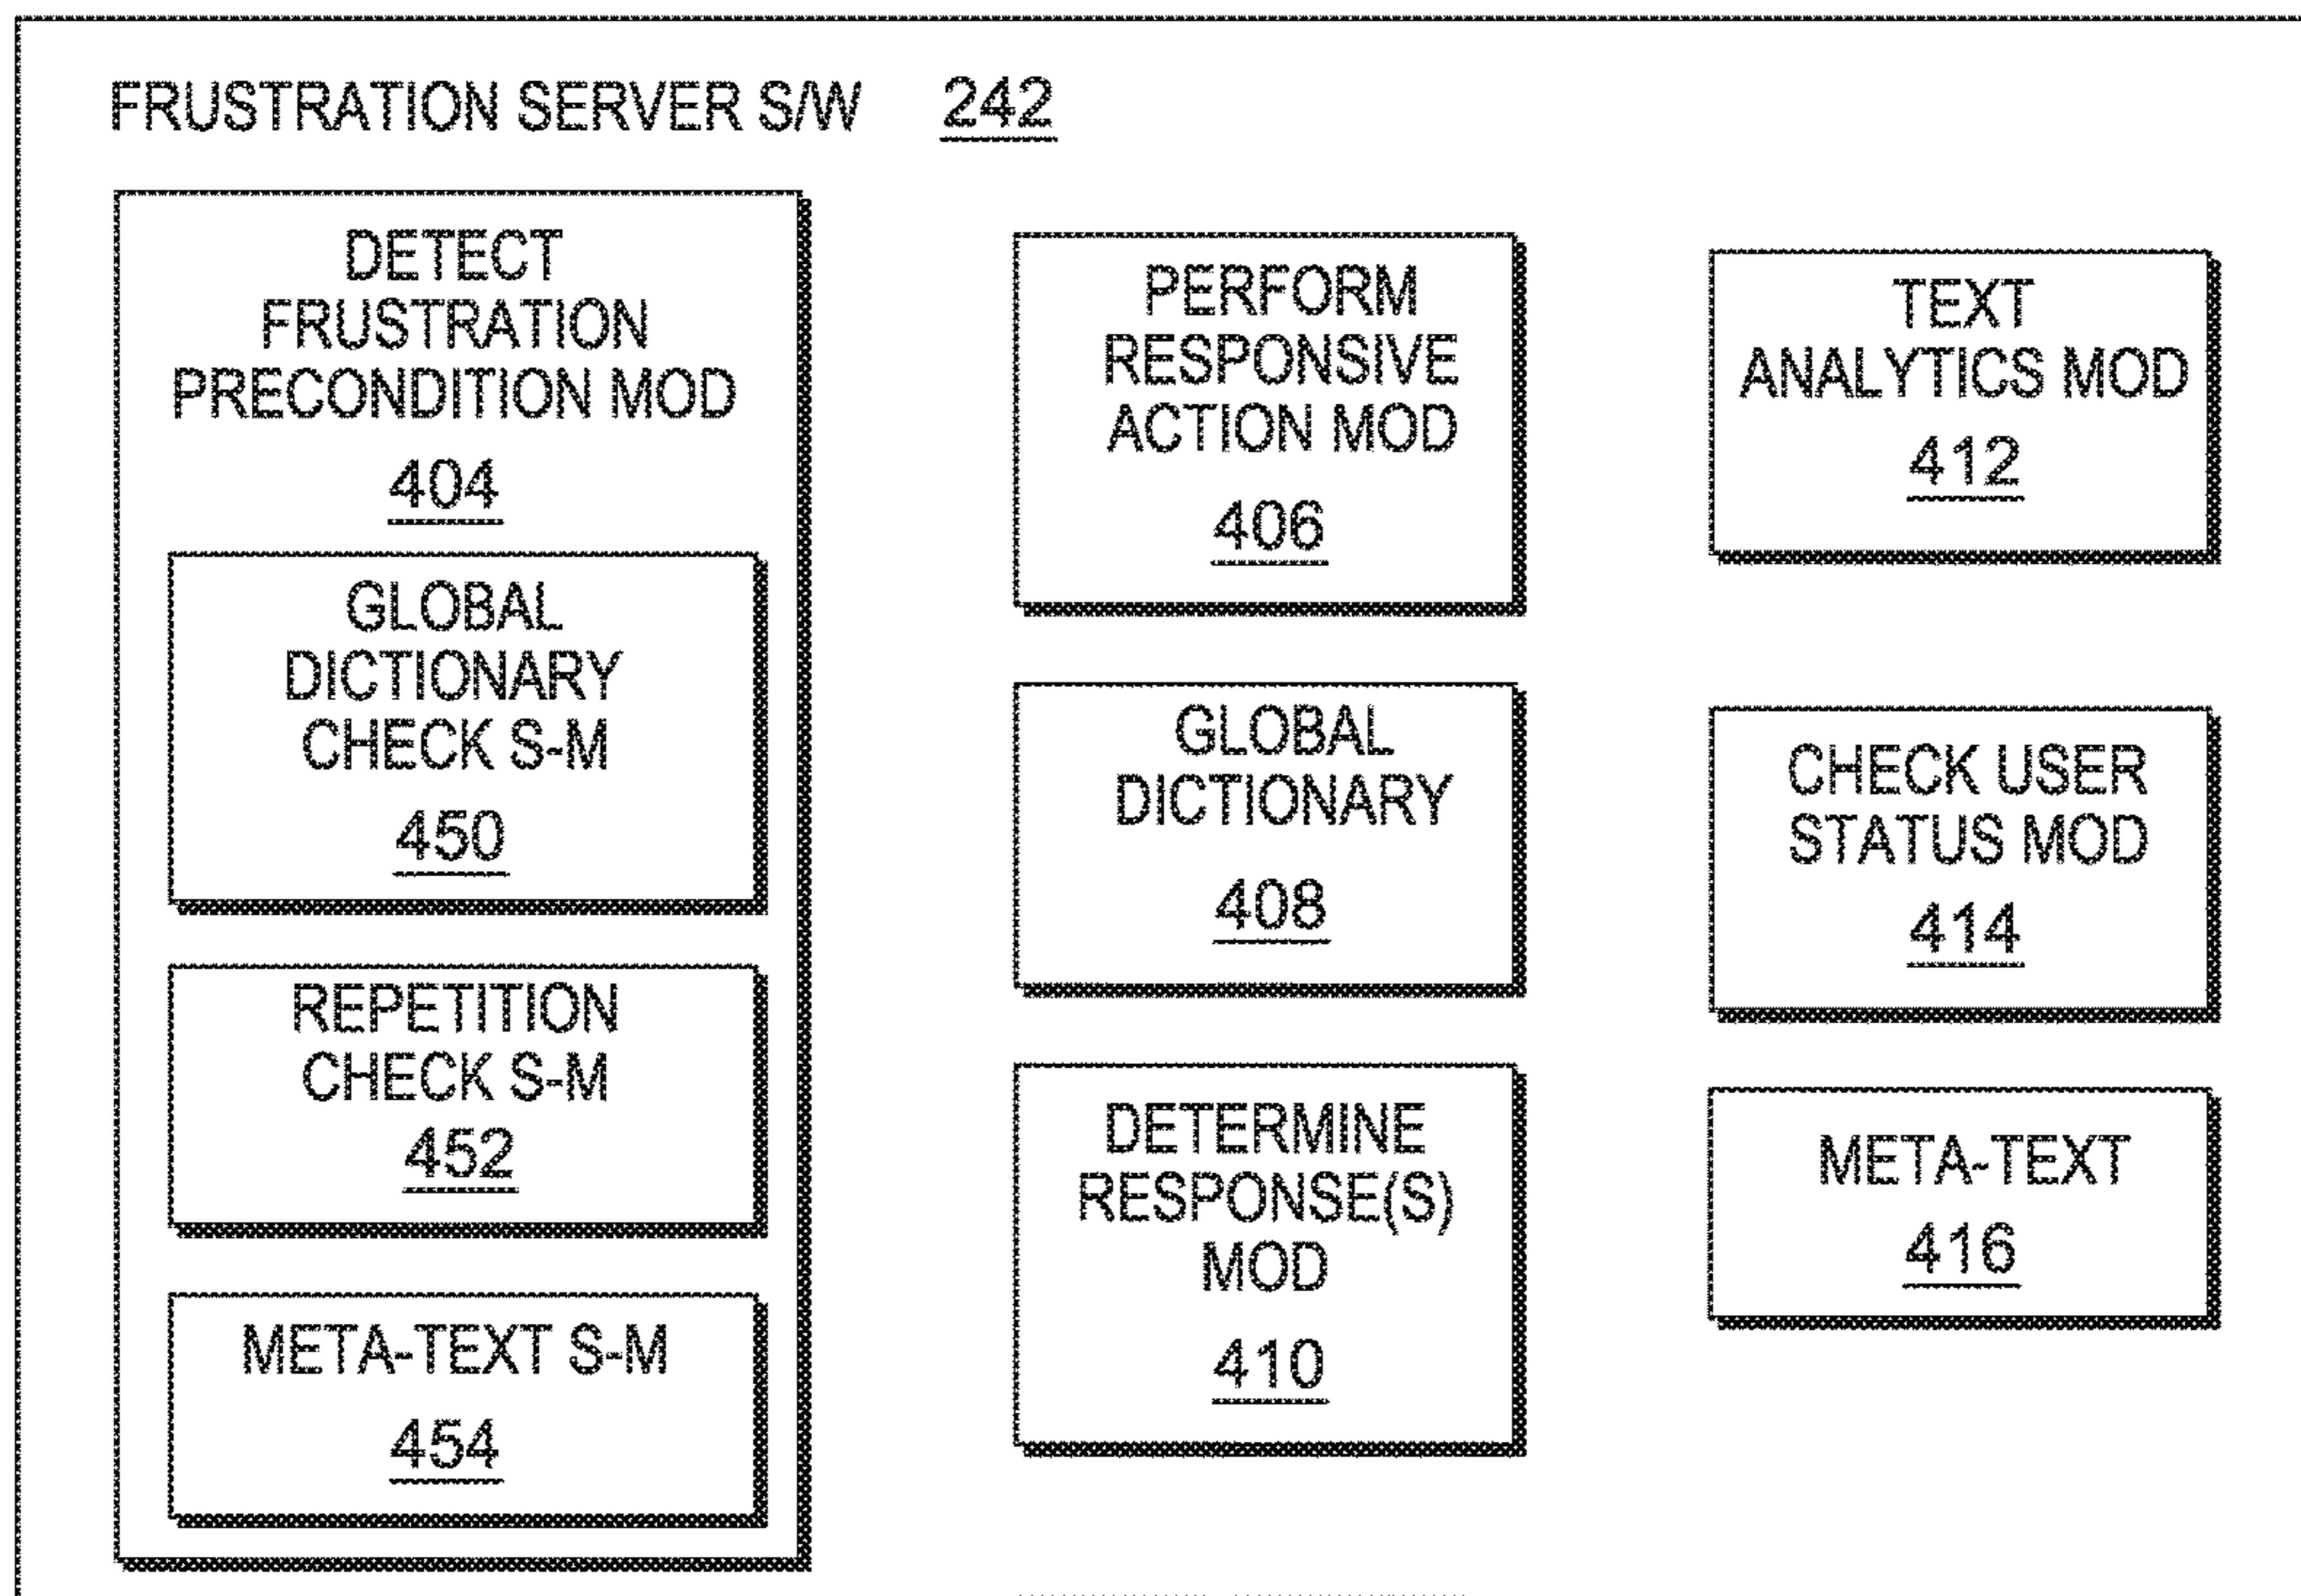 FRUSTRATION SERVER S/W 242
DETECT
FRUSTRATION
PRECONDITION MOD
404
GLOBAL
DICTIONARY
CHECK S-M
450
REPETITION
CHECK S-M
452
META-TEXT S-M
454
PERFORM
RESPONSIVE
ACTION MOD
406
GLOBAL
DICTIONARY
408
DETERMINE
RESPONSE(S)
MOD
410
TEXT
ANALYTICS MOD
412
CHECK USER
STATUS MOD
414
META-TEXT
416